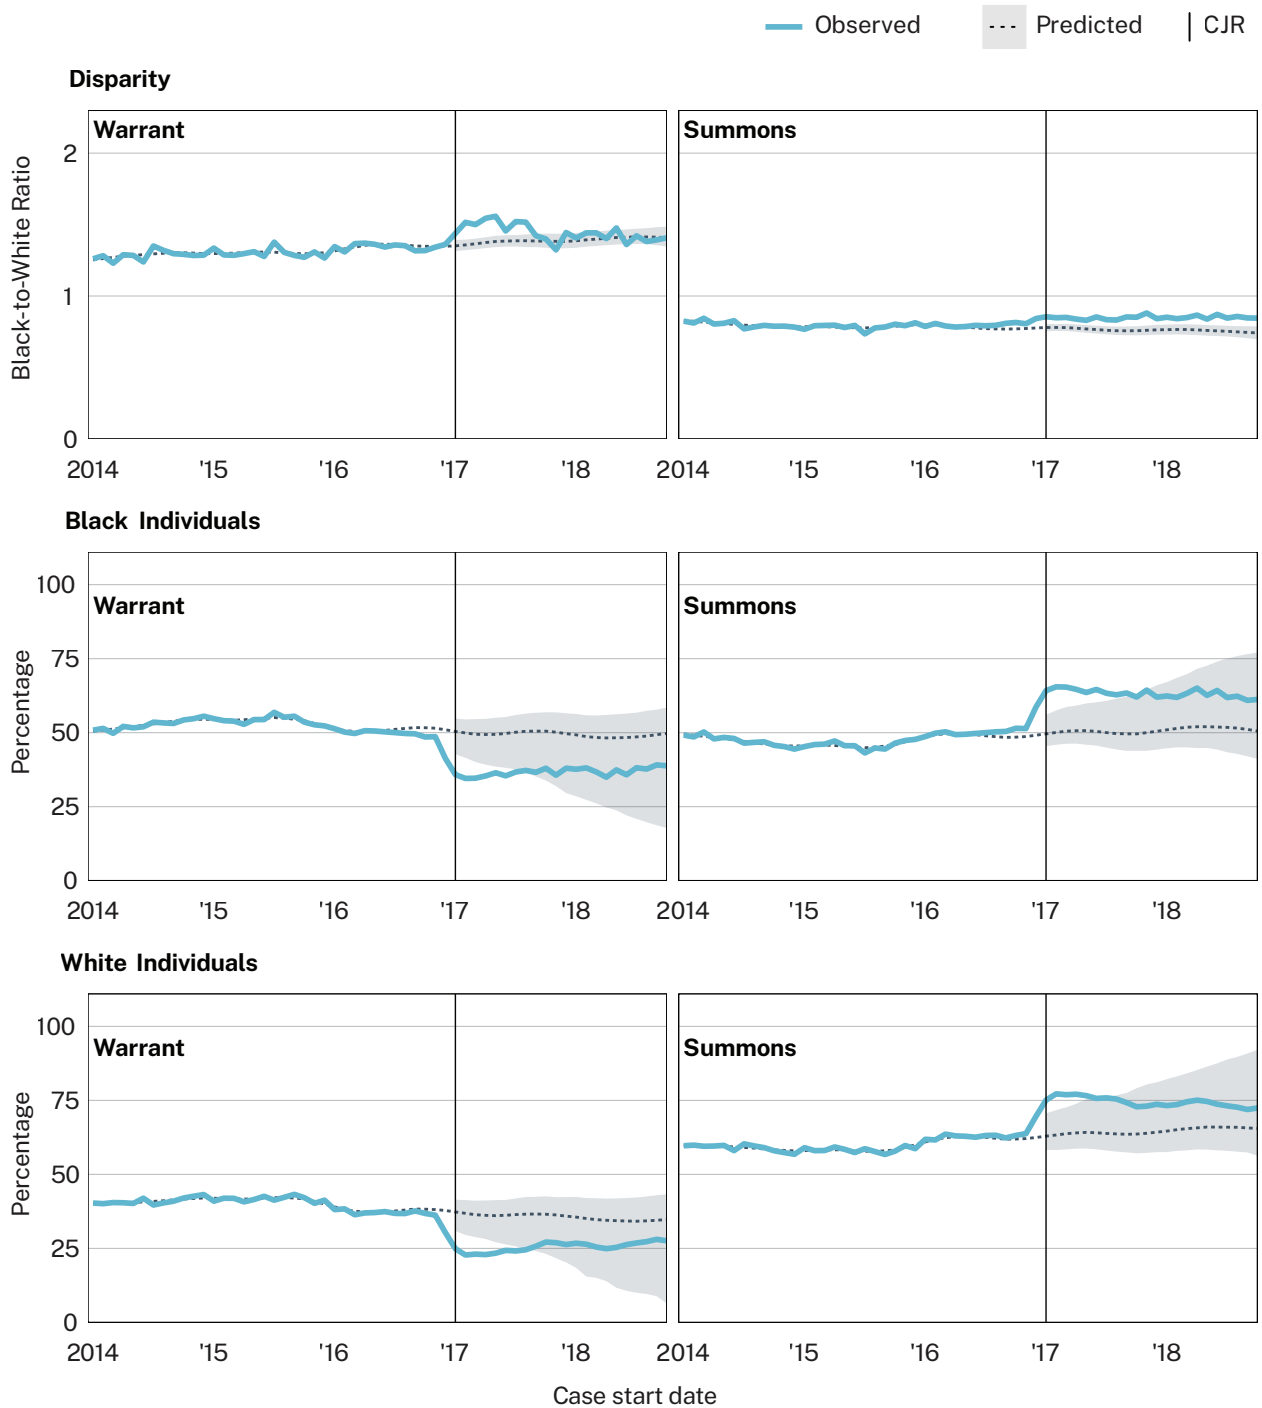 Observed Predicted CJR
Disparity
Black-to-White Ratio
Warrant
Summons
2
1
0
2014 '15 '16 '17 '18 2014 '15 '16 '17 '18
Black Individuals
Percentage
Warrant
Summons
100
75
50
25
0
2014 '15 '16 '17 '18 2014 '15 '16 '17 '18
White Individuals
Percentage
Warrant
Summons
100
75
50
25
0
2014 '15 '16 '17 '18 2014 '15 '16 '17 '18
Case start date